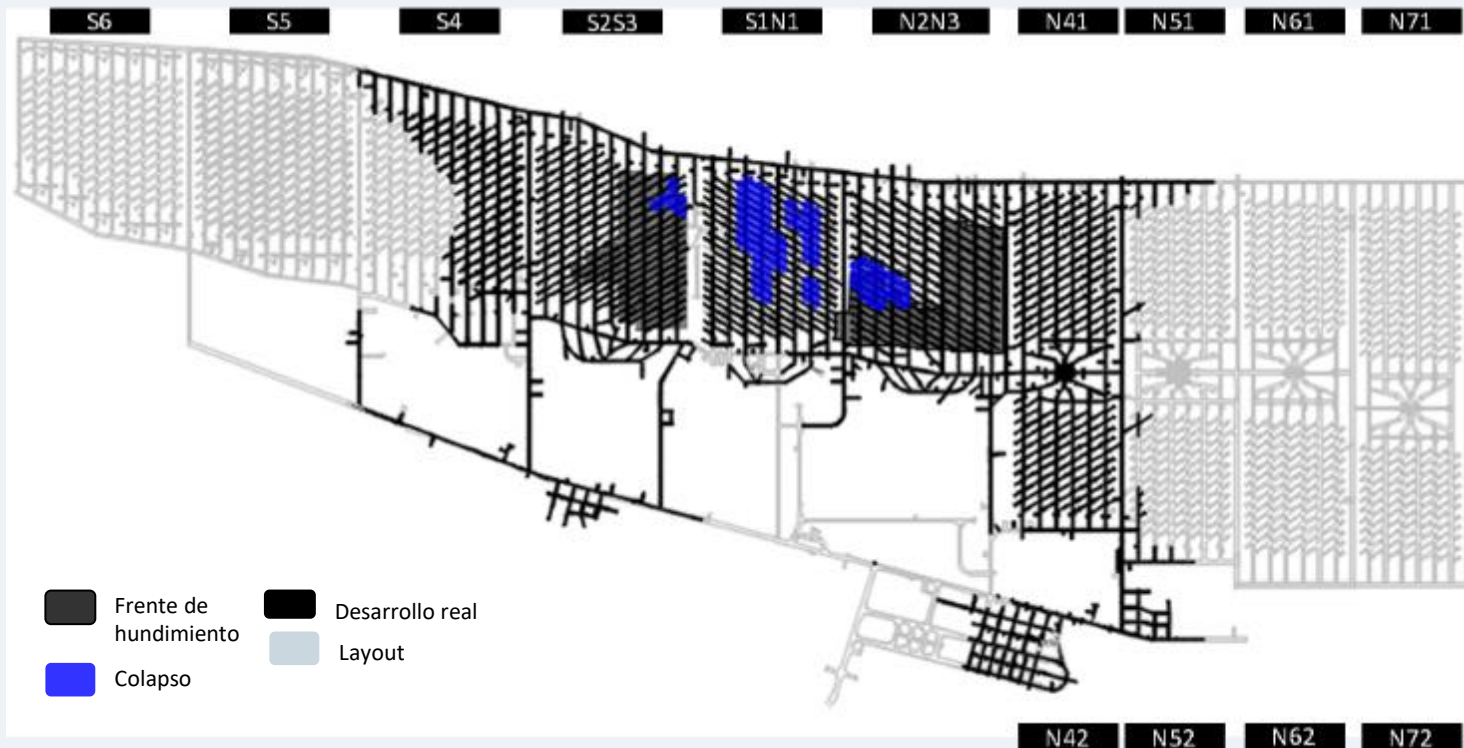 S6 S5 S4 S2S3 S1N1 N2N3 N41 N51 N61 N71
Frente de
hundimiento
Desarrollo real
Layout
Colapso
N42 N52 N62 N72